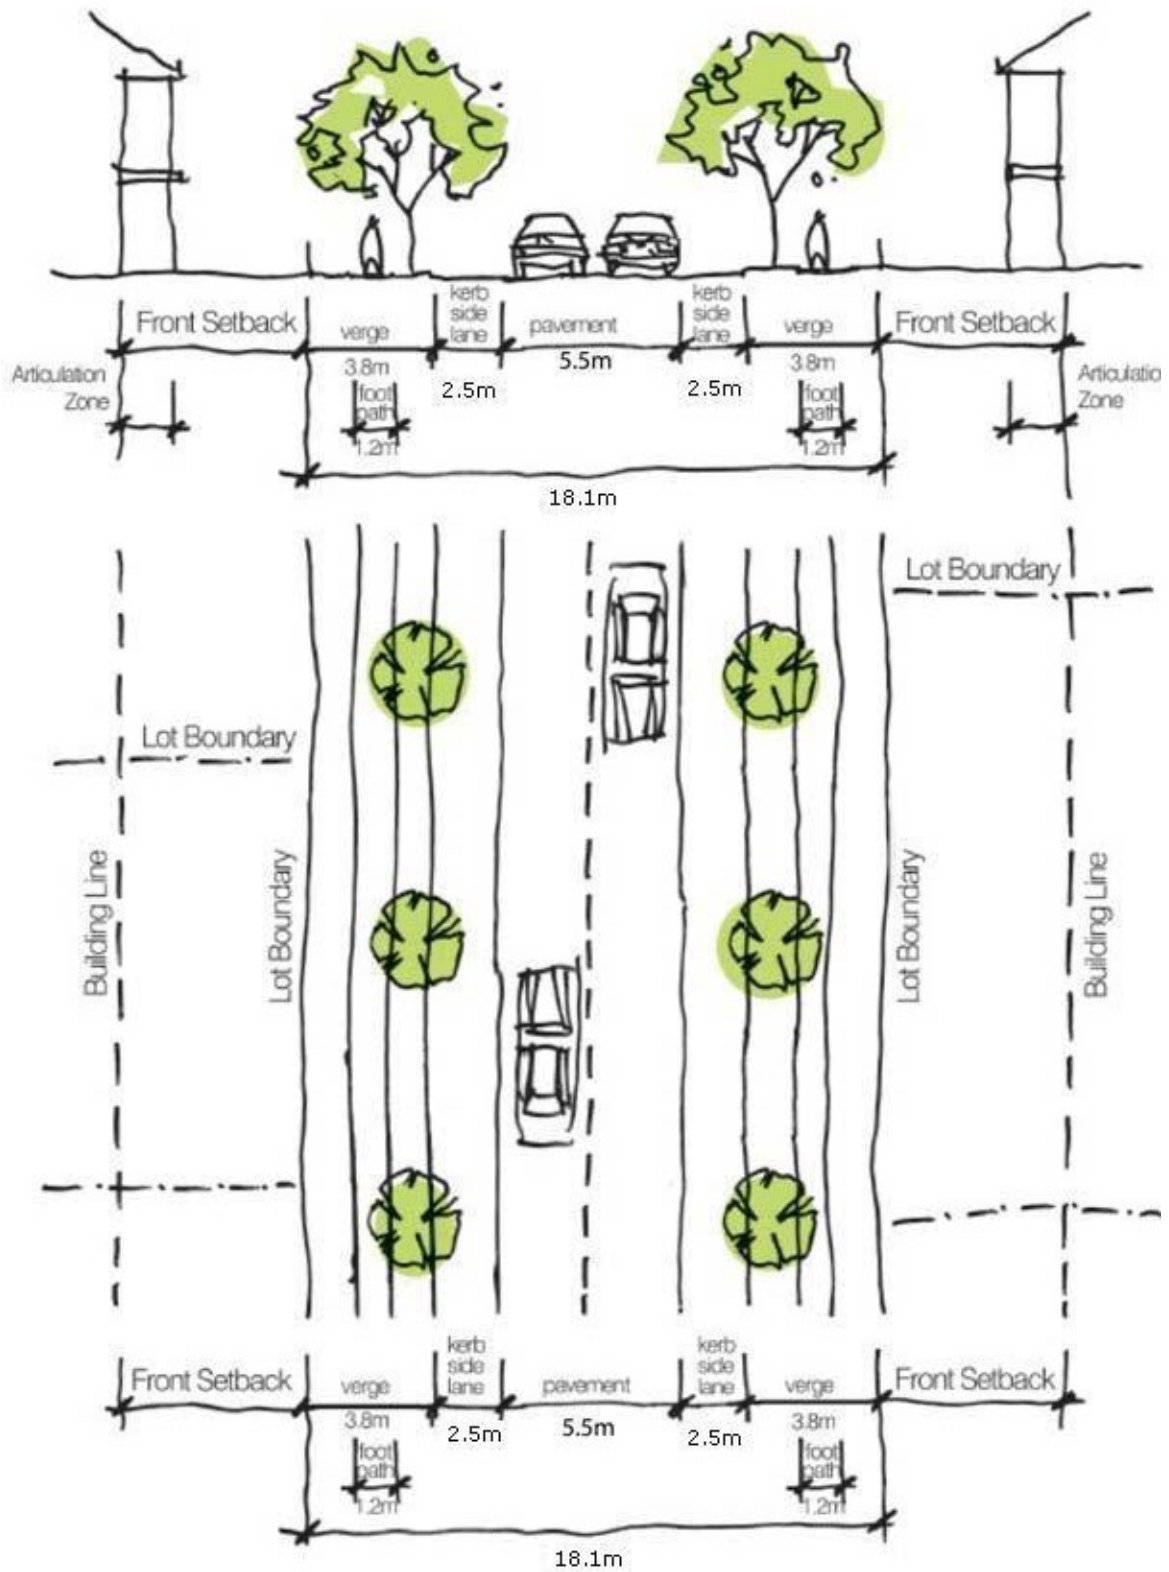 Front Setback
verge
kerb
side
lane
pavement
kerb
side
lane
verge
Front Setback
Articulation
Zone
3.8m
2.5m
5.5m
2.5m
3.8m
Articulatio
Zone
foot
path
1.2m
foot
path
1.2m
18.1m
Lot Boundary
Lot Boundary
Building Line
Lot Boundary
Lot Boundary
Building Line
Front Setback
verge
kerb
side
lane
pavement
kerb
side
lane
verge
Front Setback
3.8m
2.5m
5.5m
2.5m
3.8m
foot
path
1.2m
foot
path
1.2m
18.1m